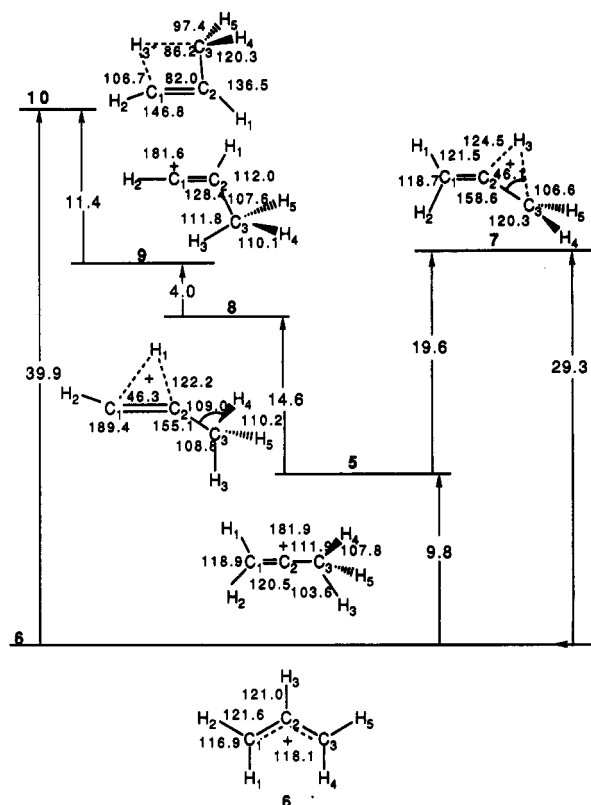 97.4 H5
H3 86.2 C3 H4
120.3
106.7 82.0 136.5
H2 C1 C2
146.8 H1
10
181.6 H1
+
H2 C1 C2 112.0
128.4 107.6 H5
111.8 C3
H3 110.1 H4
11.4
9
4.0
8
H1 124.5 H3
121.5 + 46.1
118.7 C1 C2 106.6
158.6 C3 H5
H2 120.3 H4
7
39.9
H1
+
H2 46.3 122.2
C1 C2 109.0 H4
189.4 155.1 110.2
C3 H5
108.8
H3
14.6
19.6
29.3
5
H1 181.9 H4
+ 111.9 107.8
118.9 C1 C2 C3
120.5 H5
H2 103.6 H3
9.8
6
H3
121.0
H2 121.6 C2 H5
116.9 C1 + C3
118.1
H1 H4
6